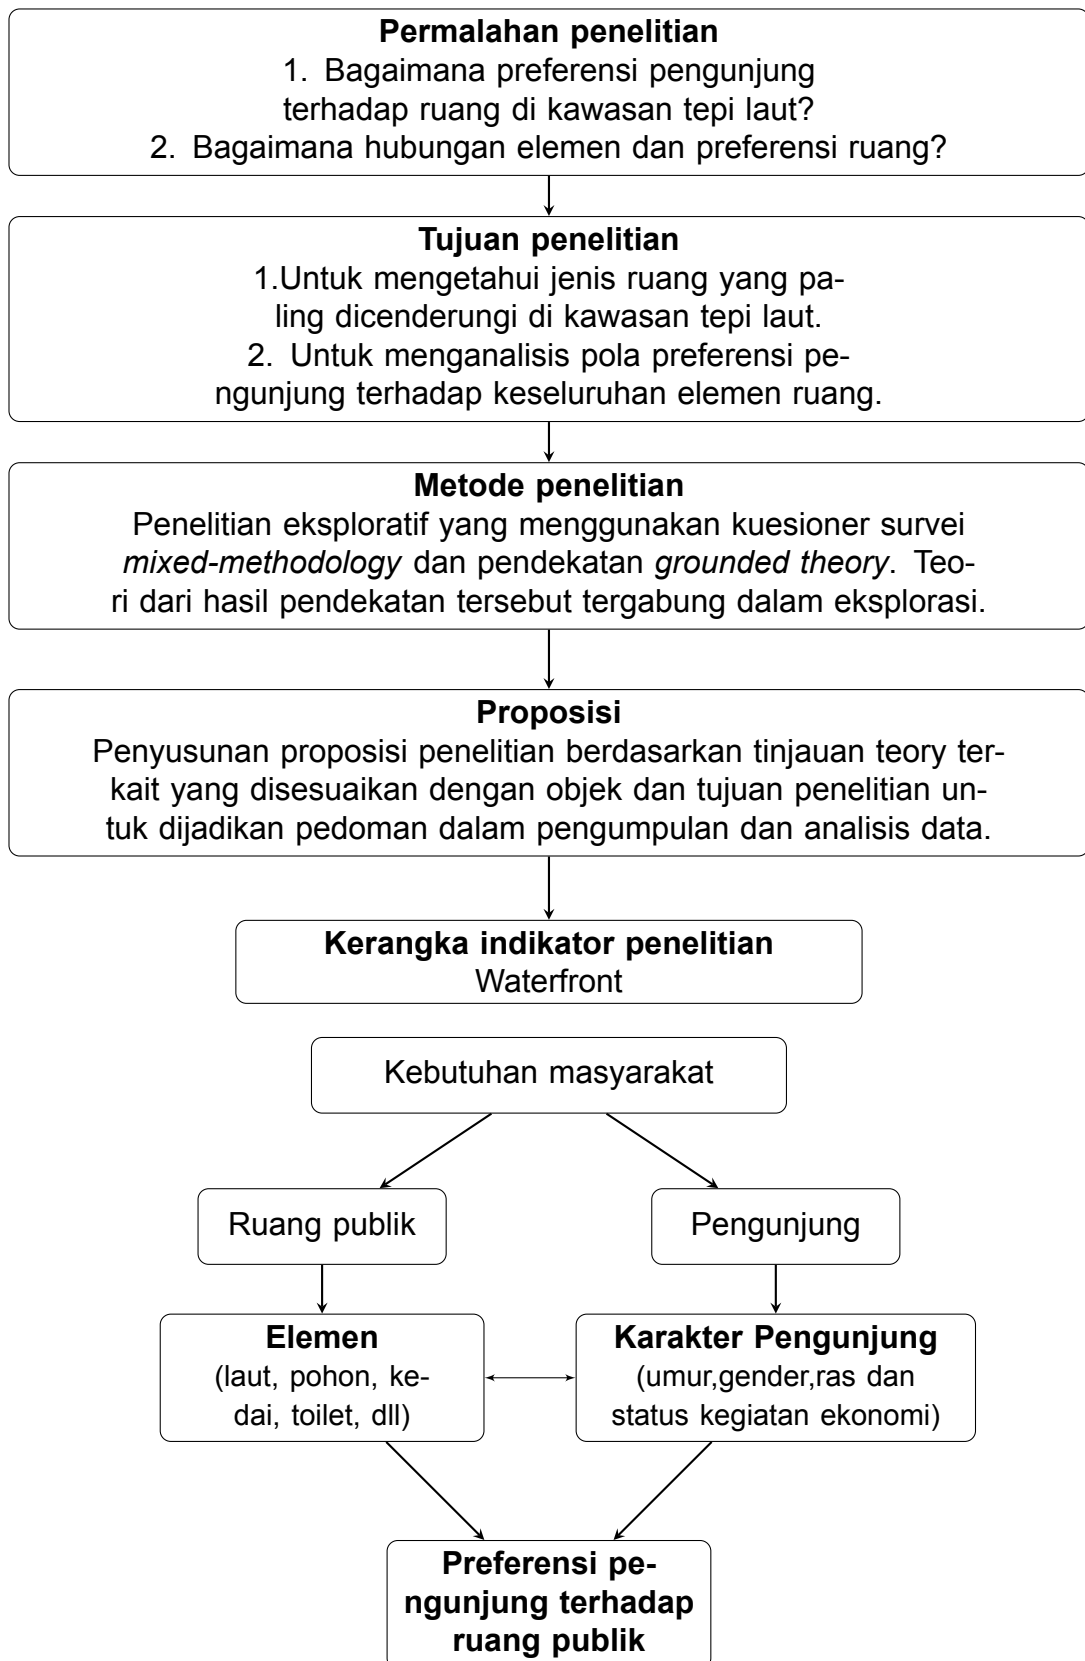 Permalahan penelitian
1. Bagaimana preferensi pengunjung
terhadap ruang di kawasan tepi laut?
2. Bagaimana hubungan elemen dan preferensi ruang?
Tujuan penelitian
1.Untuk mengetahui jenis ruang yang pa-
ling dicenderungi di kawasan tepi laut.
2. Untuk menganalisis pola preferensi pe-
ngunjung terhadap keseluruhan elemen ruang.
Metode penelitian
Penelitian eksploratif yang menggunakan kuesioner survei
mixed-methodology dan pendekatan grounded theory. Teo-
ri dari hasil pendekatan tersebut tergabung dalam eksplorasi.
Proposisi
Penyusunan proposisi penelitian berdasarkan tinjauan teory ter-
kait yang disesuaikan dengan objek dan tujuan penelitian un-
tuk dijadikan pedoman dalam pengumpulan dan analisis data.
Kerangka indikator penelitian
Waterfront
Kebutuhan masyarakat
Ruang publik
Pengunjung
Elemen
(laut, pohon, ke-
dai, toilet, dll)
Karakter Pengunjung
(umur,gender,ras dan
status kegiatan ekonomi)
Preferensi pe-
ngunjung terhadap
ruang publik